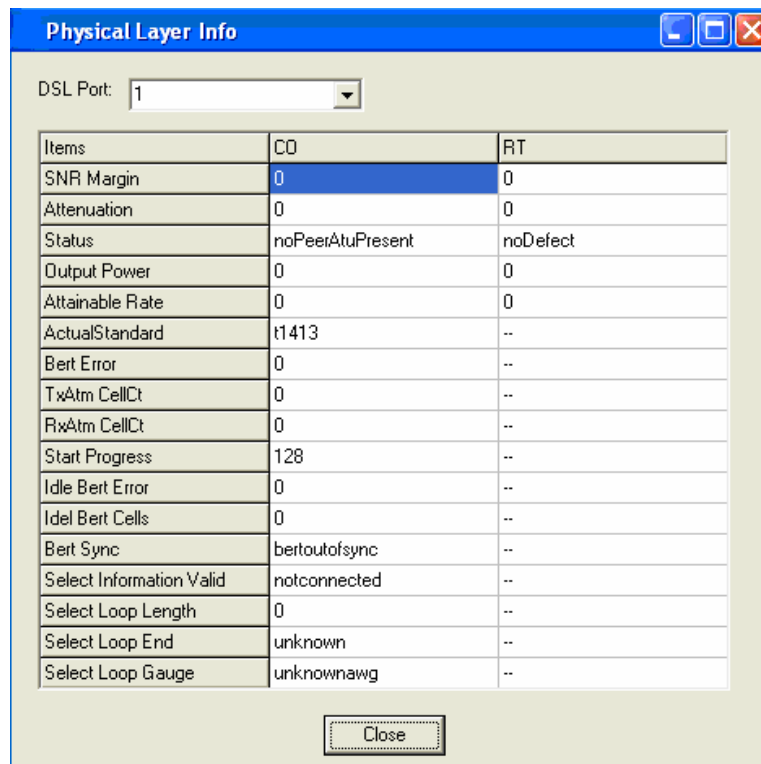 Physical Layer Info
DSL Port: 1
Items CO RT
SNR Margin 0 0
Attenuation 0 0
Status noPeerAtuPresent noDefect
Output Power 0 0
Attainable Rate 0 0
ActualStandard t1413 --
Bert Error 0 --
TxAtm CellCt 0 --
RxAtm CellCt 0 --
Start Progress 128 --
Idle Bert Error 0 --
Idel Bert Cells 0 --
Bert Sync bertoutofsync --
Select Information Valid notconnected --
Select Loop Length 0 --
Select Loop End unknown --
Select Loop Gauge unknownawg --
Close